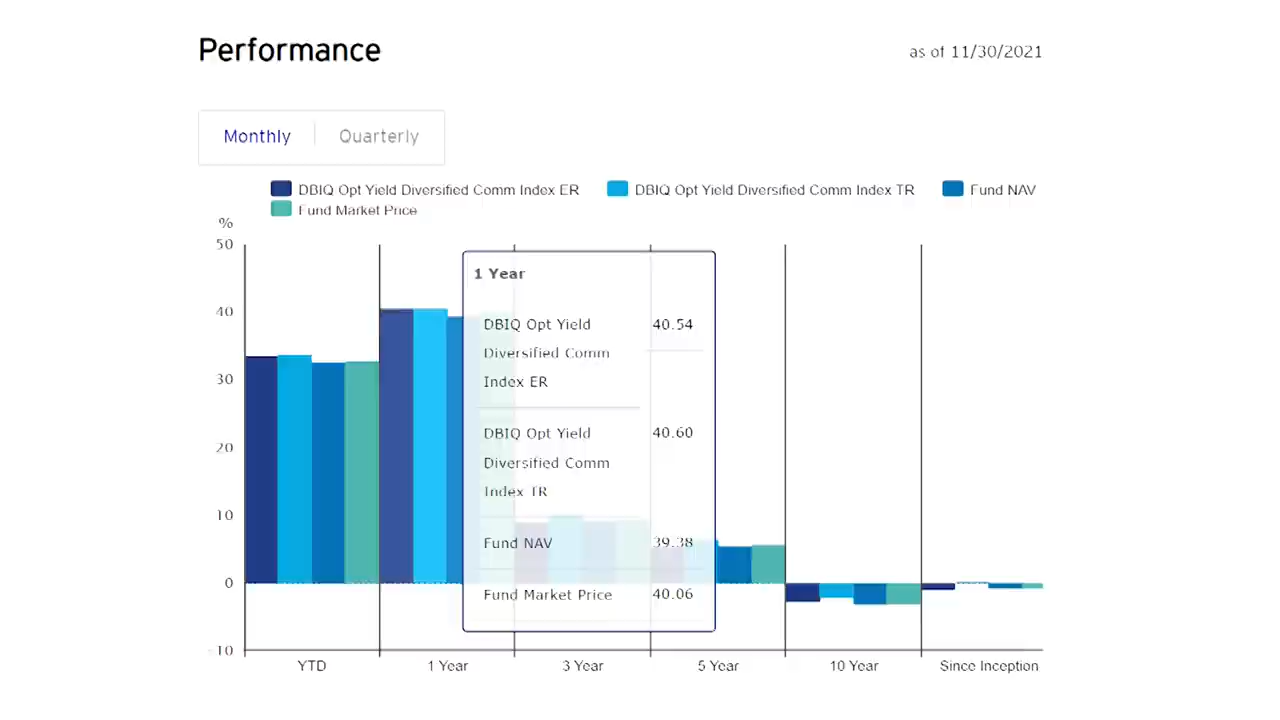 Performance
as of 11/30/2021
Monthly
Quarterly
DBIQ Opt Yield Diversified Comm Index ER
DBIQ Opt Yield Diversified Comm Index TR
Fund NAV
Fund Market Price
%
50
40
30
20
10
0
-10
1 Year
DBIQ Opt Yield
Diversified Comm
Index ER
40.54
DBIQ Opt Yield
Diversified Comm
Index TR
40.60
Fund NAV
39.38
Fund Market Price
40.06
YTD
1 Year
3 Year
5 Year
10 Year
Since Inception